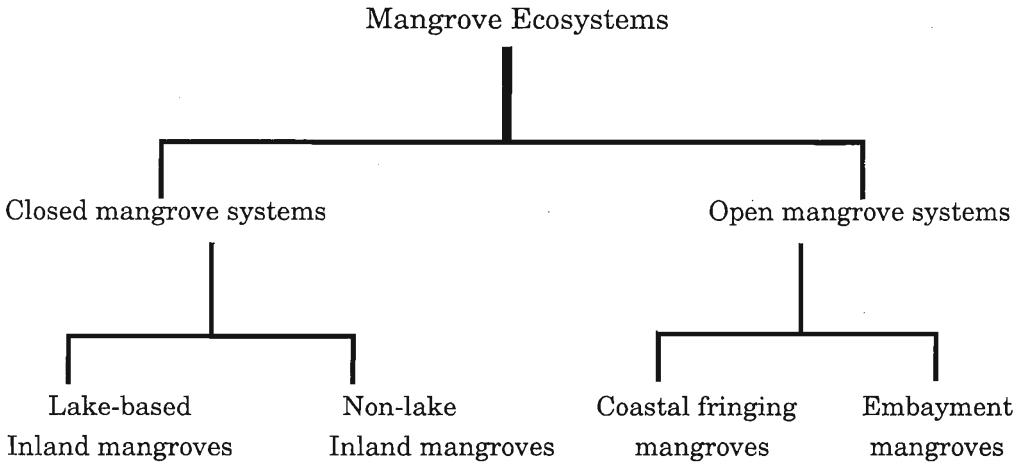 Mangrove Ecosystems
Closed mangrove systems
Open mangrove systems
Lake-based
Inland mangroves
Non-lake
Inland mangroves
Coastal fringing
mangroves
Embayment
mangroves